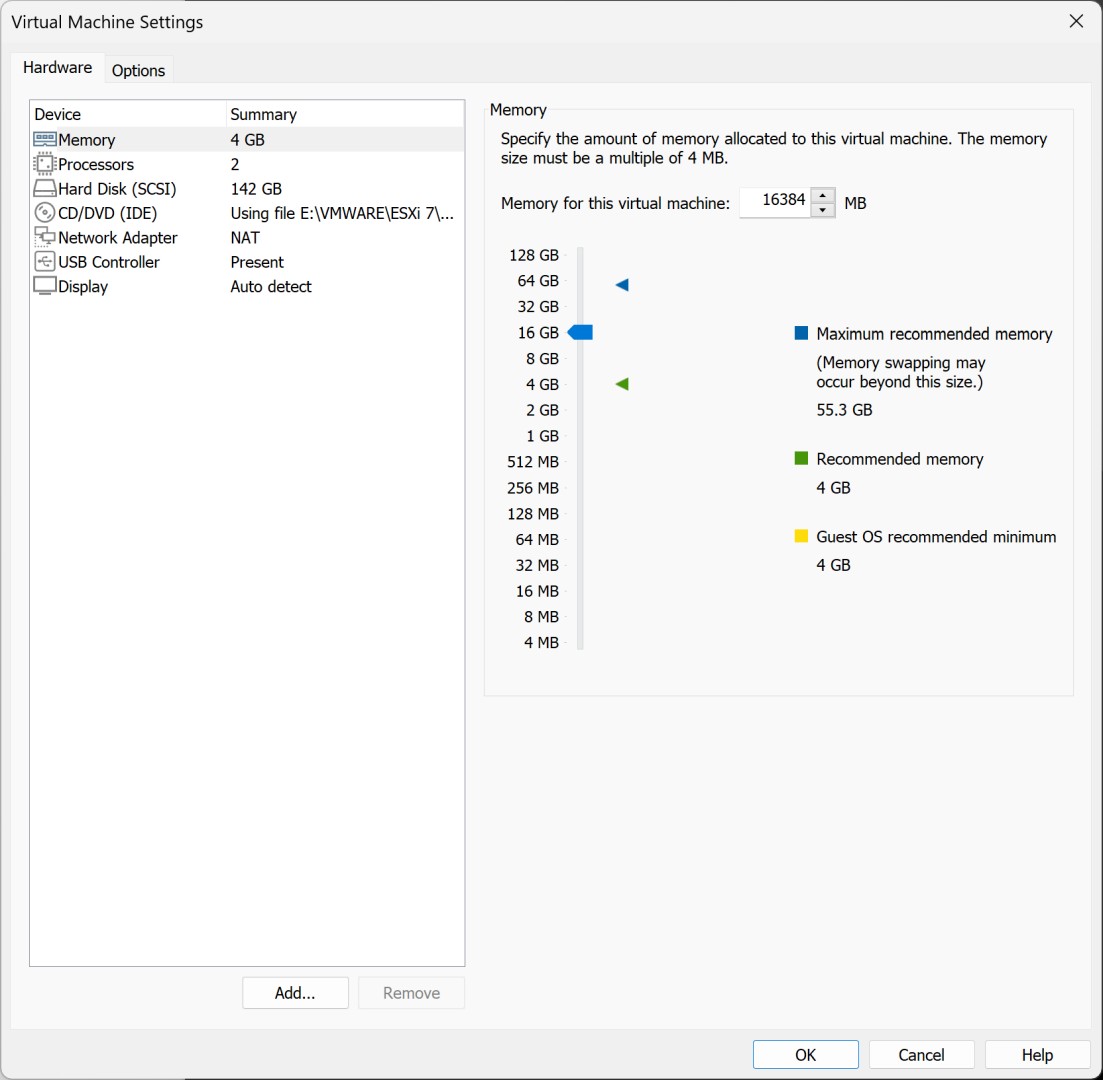 Virtual Machine Settings
Hardware
Options
Device Summary
Memory 4 GB
Processors 2
Hard Disk (SCSI) 142 GB
CD/DVD (IDE) Using file E:\VMWARE\ESXi 7\...
Network Adapter NAT
USB Controller Present
Display Auto detect
Add...
Remove
Memory
Specify the amount of memory allocated to this virtual machine. The memory
size must be a multiple of 4 MB.
Memory for this virtual machine: 16384 MB
128 GB
64 GB
32 GB
16 GB
8 GB
4 GB
2 GB
1 GB
512 MB
256 MB
128 MB
64 MB
32 MB
16 MB
8 MB
4 MB
Maximum recommended memory
(Memory swapping may
occur beyond this size.)
55.3 GB
Recommended memory
4 GB
Guest OS recommended minimum
4 GB
OK
Cancel
Help